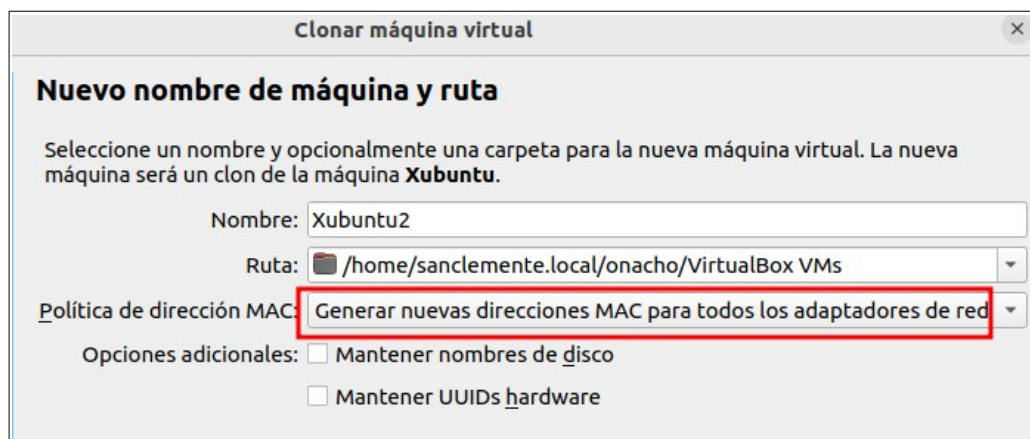 Clonar máquina virtual
Nuevo nombre de máquina y ruta
Seleccione un nombre y opcionalmente una carpeta para la nueva máquina virtual. La nueva
máquina será un clon de la máquina Xubuntu.
Nombre: Xubuntu2
Ruta: /home/sanclemente.local/onacho/VirtualBox VMs
Política de dirección MAC: Generar nuevas direcciones MAC para todos los adaptadores de red
Opciones adicionales: Mantener nombres de disco
Mantener UUIDs hardware